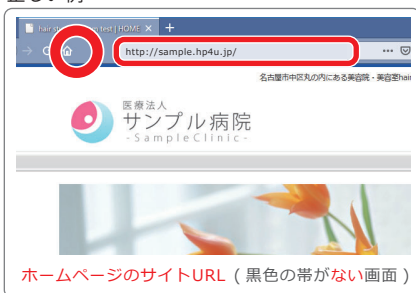 hair s test | HOME
http://sample.hp4u.jp/
名古屋市中区丸の内にある美容院・美容室hair
医療法人
サンプル病院
- S a m p l e C l i n i c -
ホームページのサイトURL ( 黒色の帯がない画面 )